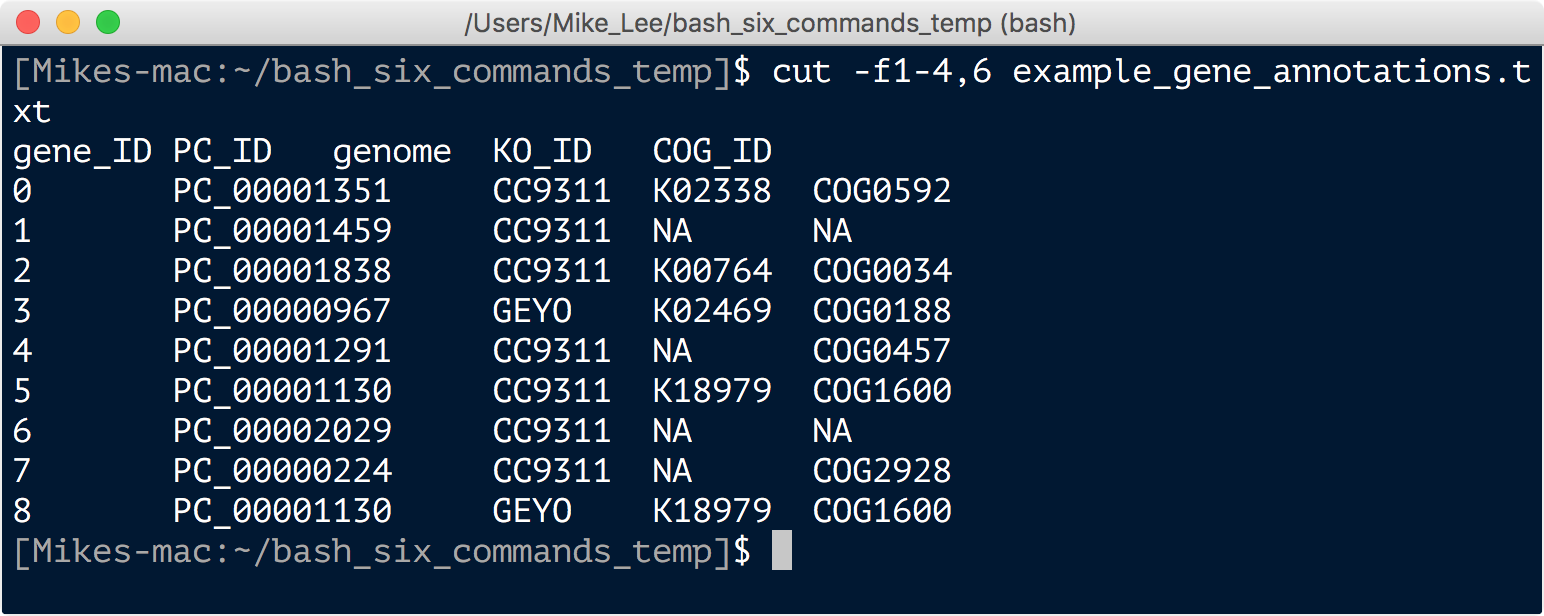 /Users/Mike_Lee/bash_six_commands_temp (bash)
[Mikes-mac:~/bash_six_commands_temp]$ cut -f1-4,6 example_gene_annotations.t
xt
gene_ID PC_ID   genome  KO_ID   COG_ID
0       PC_00001351     CC9311  K02338  COG0592
1       PC_00001459     CC9311  NA      NA
2       PC_00001838     CC9311  K00764  COG0034
3       PC_00000967     GEYO    K02469  COG0188
4       PC_00001291     CC9311  NA      COG0457
5       PC_00001130     CC9311  K18979  COG1600
6       PC_00002029     CC9311  NA      NA
7       PC_00000224     CC9311  NA      COG2928
8       PC_00001130     GEYO    K18979  COG1600
[Mikes-mac:~/bash_six_commands_temp]$